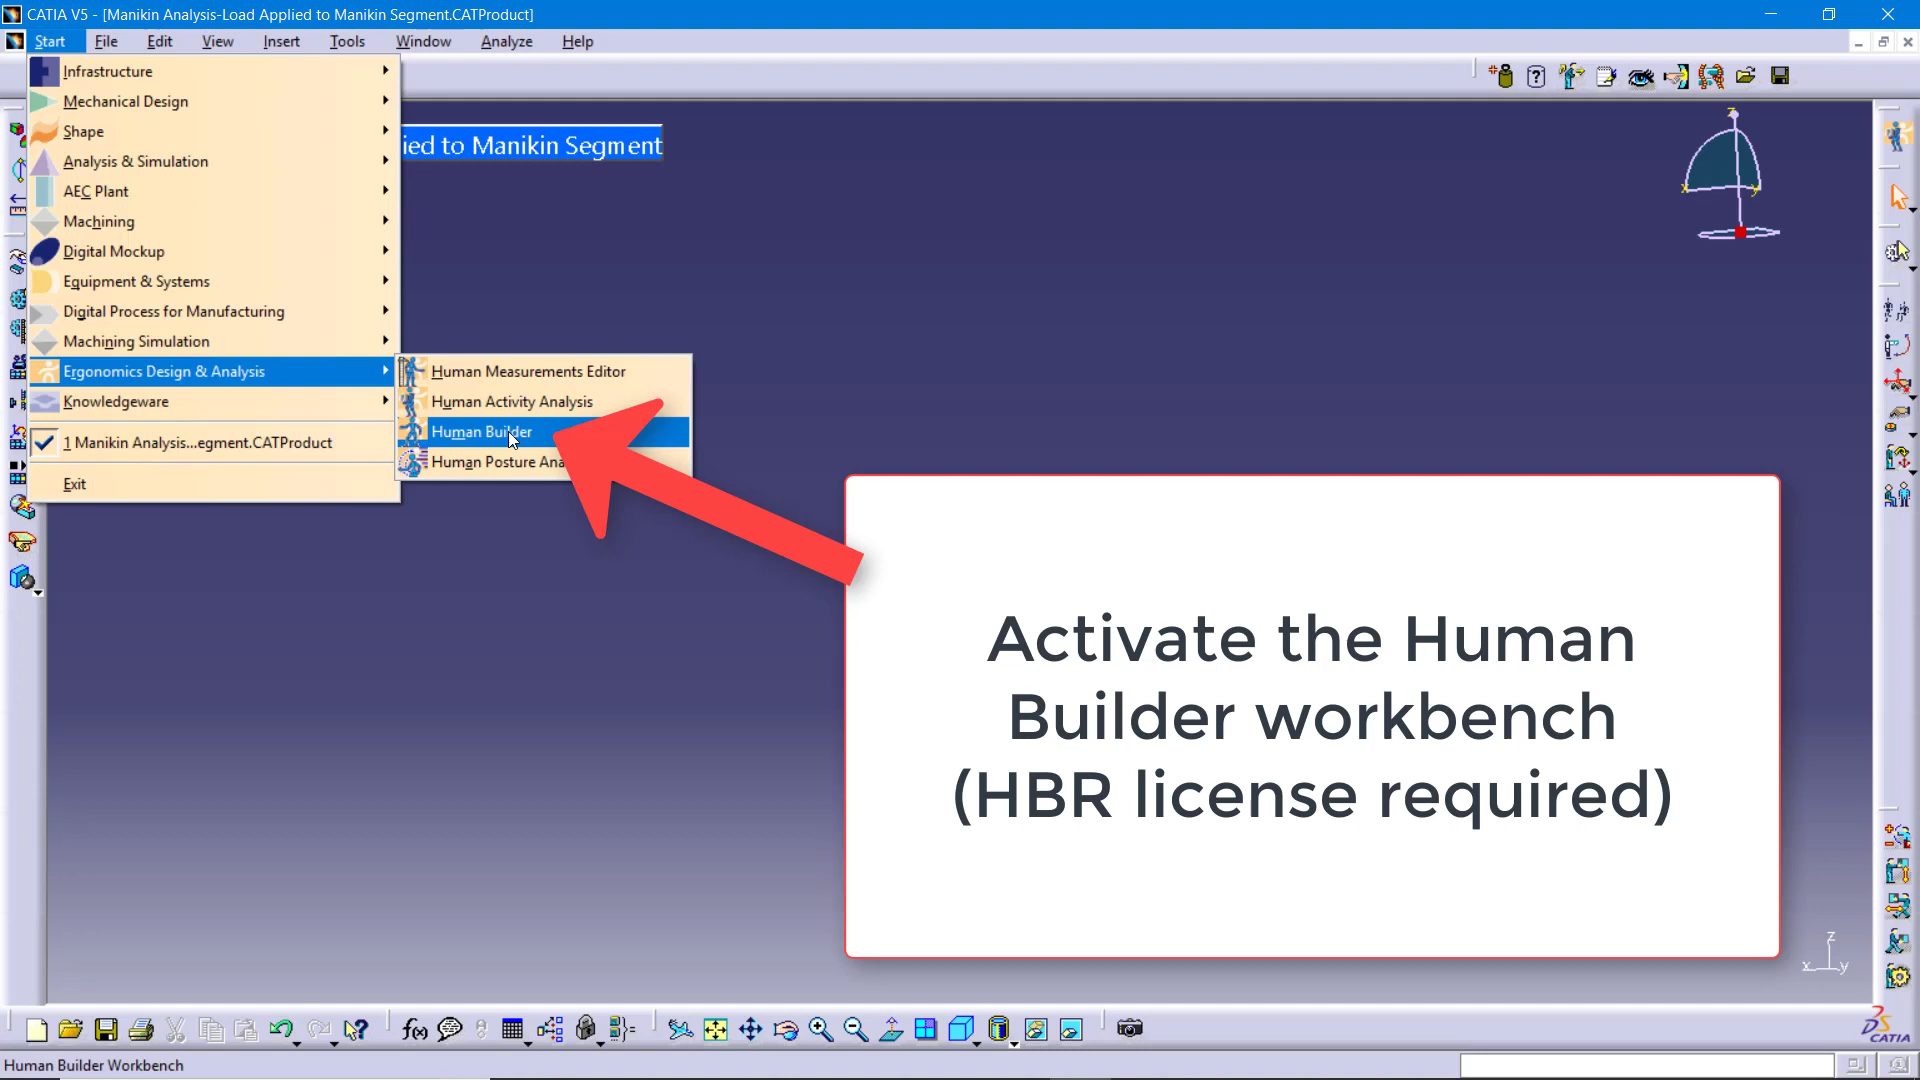 CATIA V5 - [Manikin Analysis-Load Applied to Manikin Segment.CATProduct]
Start File Edit View Insert Tools Window Analyze Help
Infrastructure
Mechanical Design
Shape
Analysis & Simulation
AEC Plant
Machining
Digital Mockup
Equipment & Systems
Digital Process for Manufacturing
Machining Simulation
Ergonomics Design & Analysis
Knowledgeware
1 Manikin Analysis...egment.CATProduct
Exit
ied to Manikin Segment
Human Measurements Editor
Human Activity Analysis
Human Builder
Human Posture Ana
z
x
y
Activate the Human
Builder workbench
(HBR license required)
z
x y
f(x)
CATIA
Human Builder Workbench